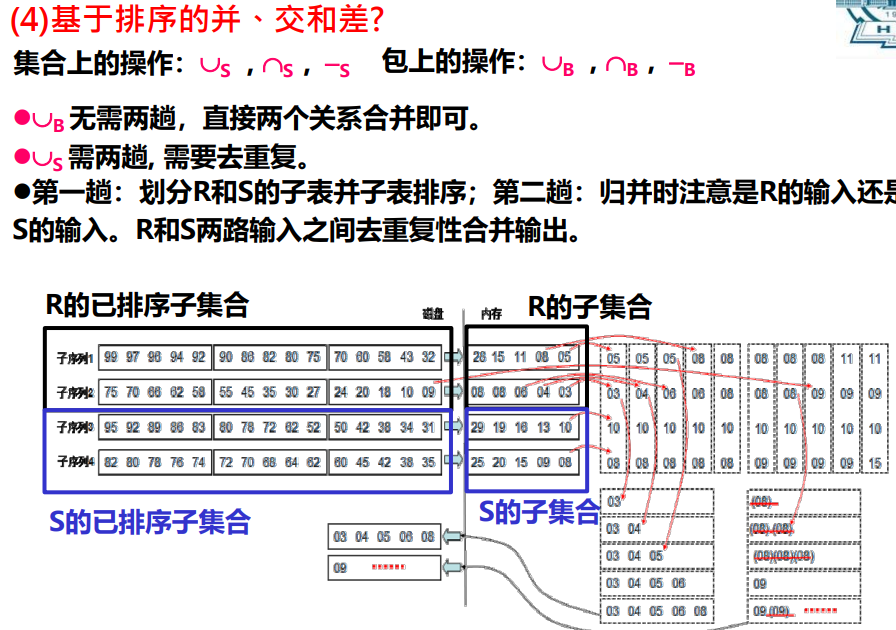 (4)基于排序的并、交和差?
集合上的操作：∪S ，∩S ，−S 包上的操作：∪B ，∩B ，−B
●∪B 无需两趟，直接两个关系合并即可。
●∪S 需两趟, 需要去重复。
●第一趟：划分R和S的子表并子表排序；第二趟：归并时注意是R的输入还是
S的输入。R和S两路输入之间去重复性合并输出。
R的已排序子集合 磁盘 内存 R的子集合
子序列1 99 97 96 94 92 90 86 82 80 75 70 60 58 43 32 28 15 11 08 05 05 05 05 08 08 08 08 08 11 11
子序列2 75 70 68 62 58 55 45 35 30 27 24 20 18 10 09 08 08 06 04 03 03 04 06 06 08 08 08 09 09 09
子序列3 95 92 89 86 83 80 78 72 62 52 50 42 38 34 31 29 19 16 13 10 10 10 10 10 10 10 10 10 10 10
子序列4 82 80 78 76 74 72 70 68 64 62 60 45 42 38 35 25 20 15 09 08 08 08 08 08 08 09 09 09 09 15
S的已排序子集合 S的子集合
03 (08)
03 04 (08) (08)
03 04 05 06 08
03 04 05 (08)(08)(08)
09 ······
03 04 05 06 09
03 04 05 06 08 09 (09) ······